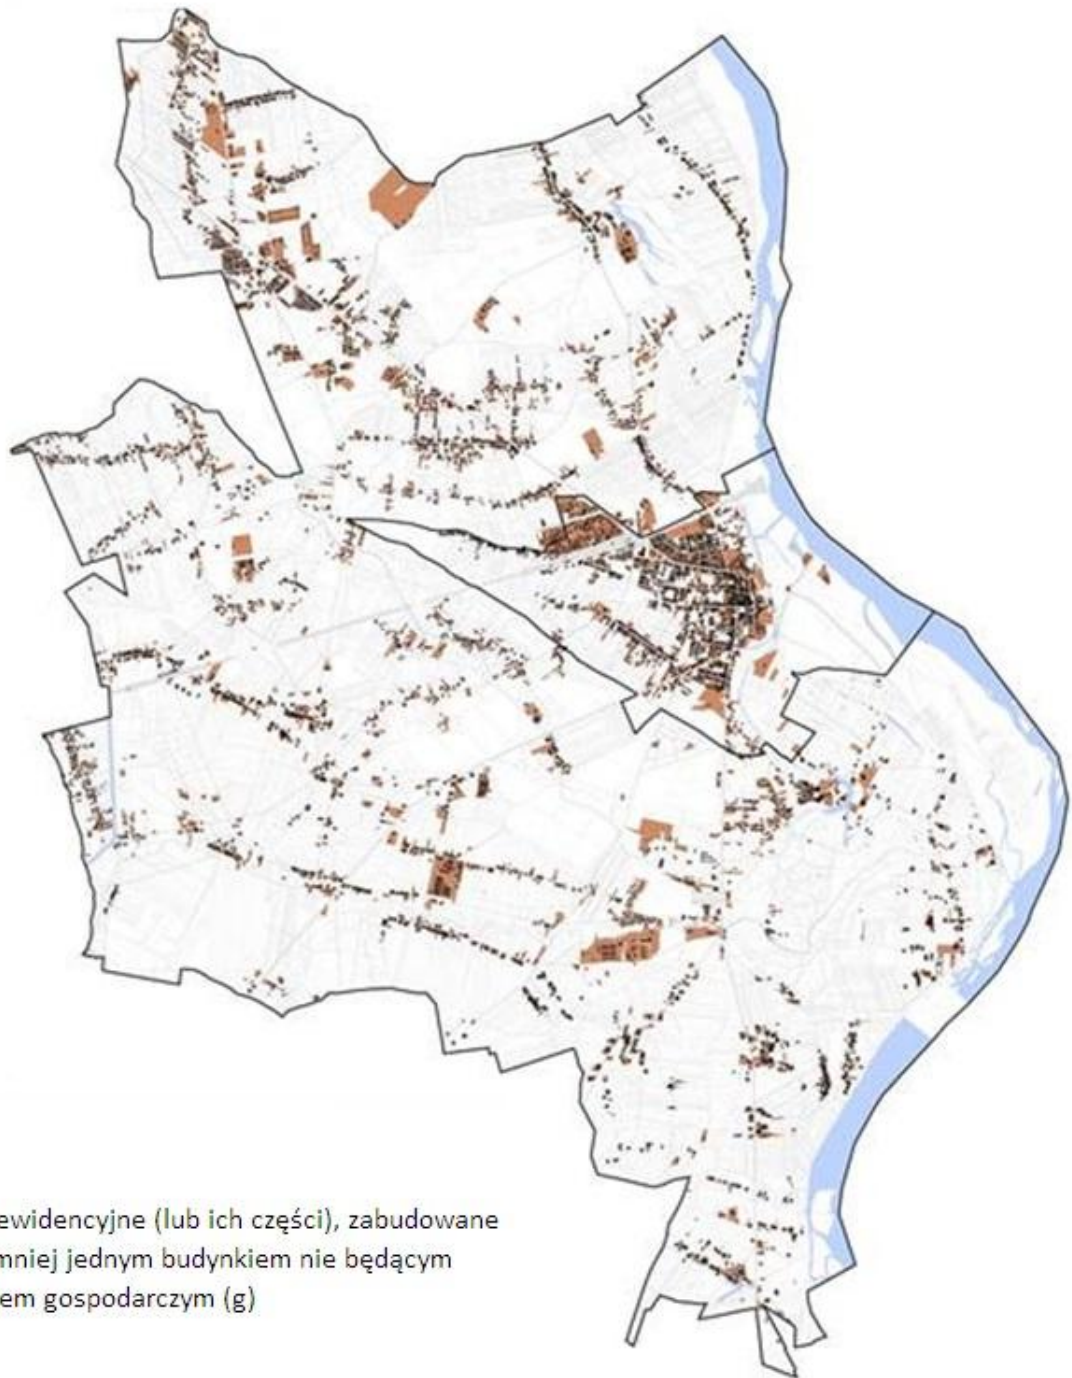 ewidencyjne (lub ich części), zabudowane
mniej jednym budynkiem nie będącym
em gospodarczym (g)